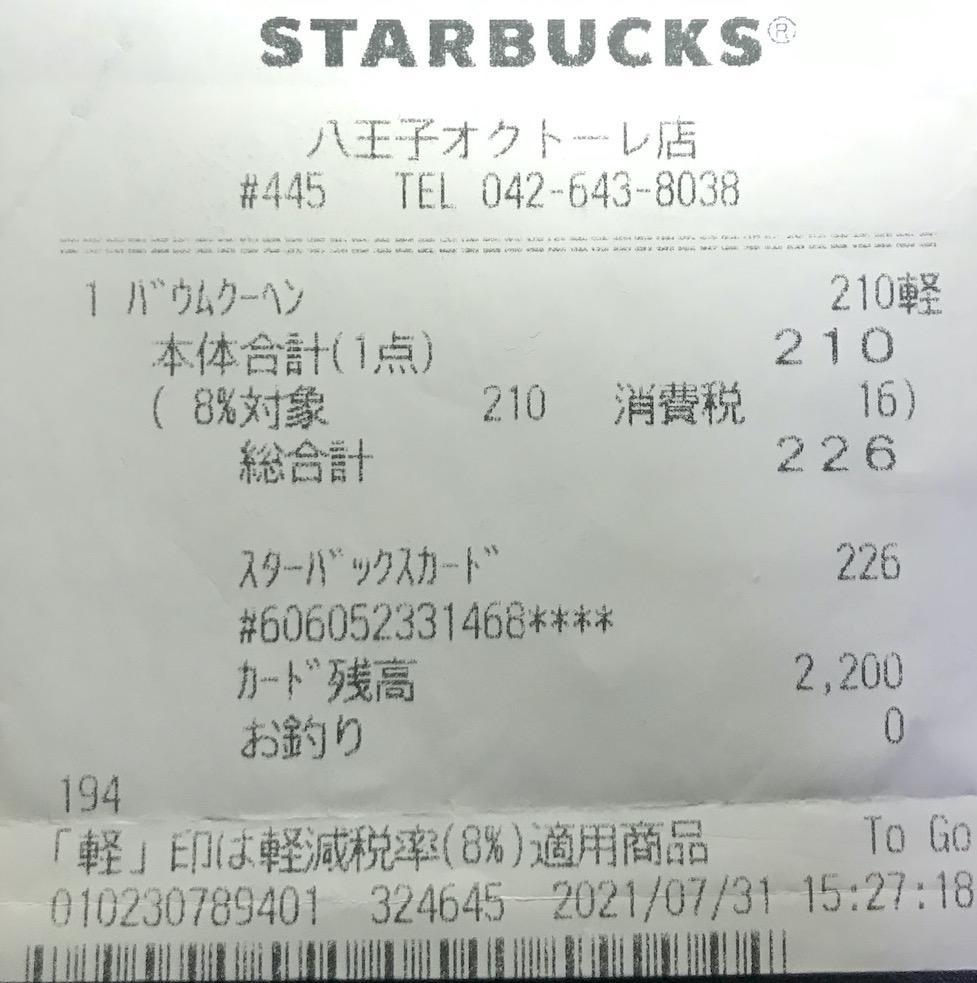 STARBUCKS®
八王子オクトーレ店
#445 TEL 042-643-8038
1 バウムクーヘン 210軽
本体合計(1点) 210
( 8%対象 210 消費税 16)
総合計 226
スターバックスカード 226
#606052331468****
カード残高 2,200
お釣り 0
194
「軽」印は軽減税率(8%)適用商品 To Go
010230789401 324645 2021/07/31 15:27:18